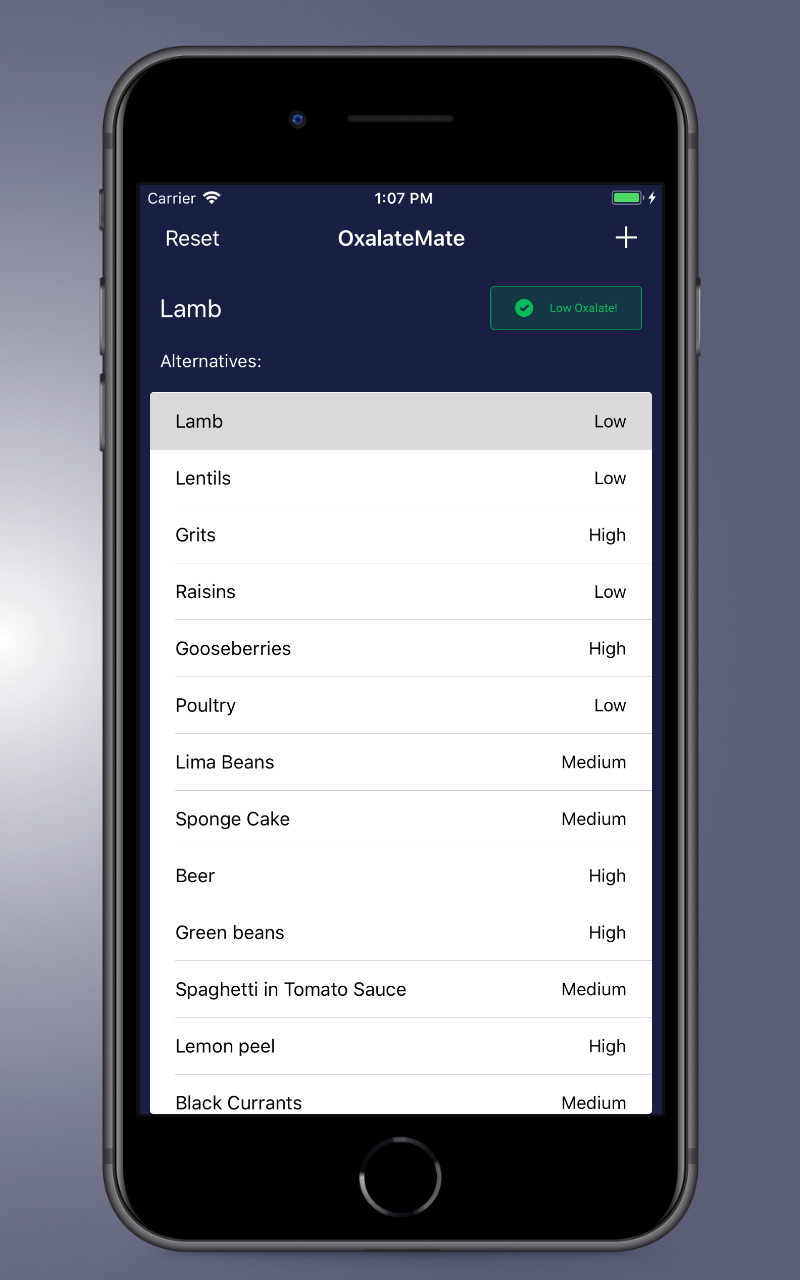 Carrier 1:07 PM
Reset OxalateMate +
Lamb Low Oxalate!
Alternatives:
Lamb Low
Lentils Low
Grits High
Raisins Low
Gooseberries High
Poultry Low
Lima Beans Medium
Sponge Cake Medium
Beer High
Green beans High
Spaghetti in Tomato Sauce Medium
Lemon peel High
Black Currants Medium